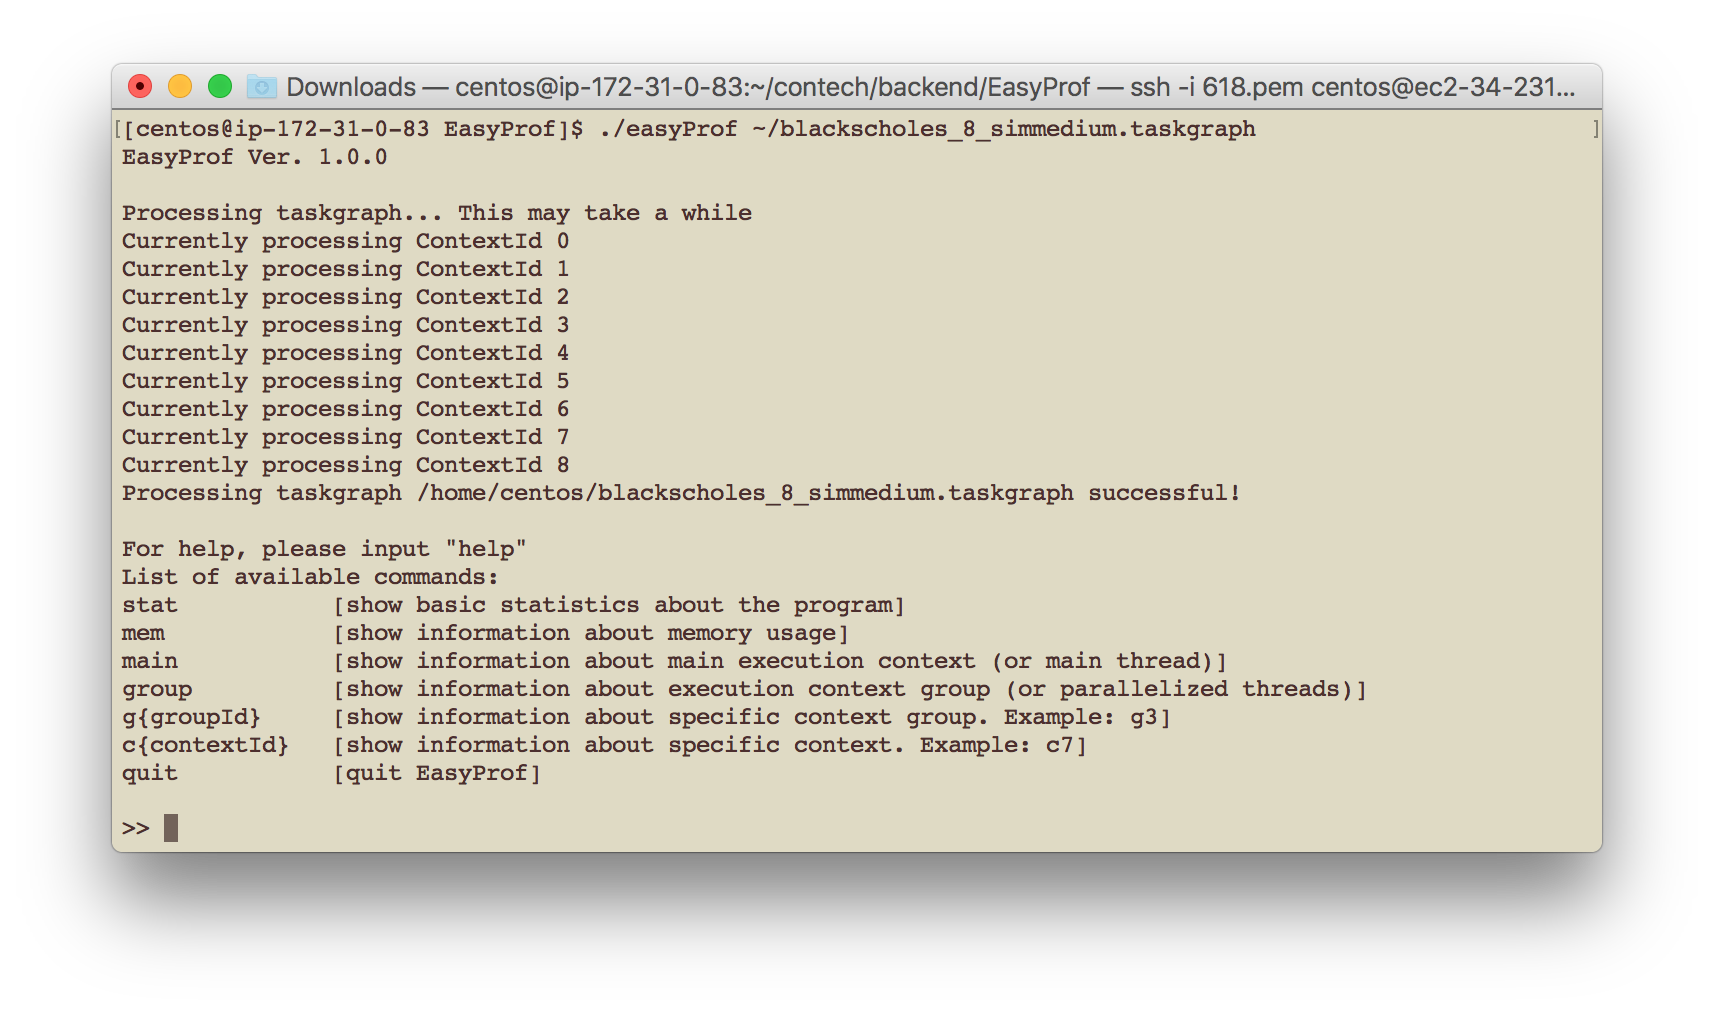 Downloads — centos@ip-172-31-0-83:~/contech/backend/EasyProf — ssh -i 618.pem centos@ec2-34-231...
[[centos@ip-172-31-0-83 EasyProf]$ ./easyProf ~/blackscholes_8_simmedium.taskgraph ]
EasyProf Ver. 1.0.0
Processing taskgraph... This may take a while
Currently processing ContextId 0
Currently processing ContextId 1
Currently processing ContextId 2
Currently processing ContextId 3
Currently processing ContextId 4
Currently processing ContextId 5
Currently processing ContextId 6
Currently processing ContextId 7
Currently processing ContextId 8
Processing taskgraph /home/centos/blackscholes_8_simmedium.taskgraph successful!
For help, please input "help"
List of available commands:
stat [show basic statistics about the program]
mem [show information about memory usage]
main [show information about main execution context (or main thread)]
group [show information about execution context group (or parallelized threads)]
g{groupId} [show information about specific context group. Example: g3]
c{contextId} [show information about specific context. Example: c7]
quit [quit EasyProf]
>>